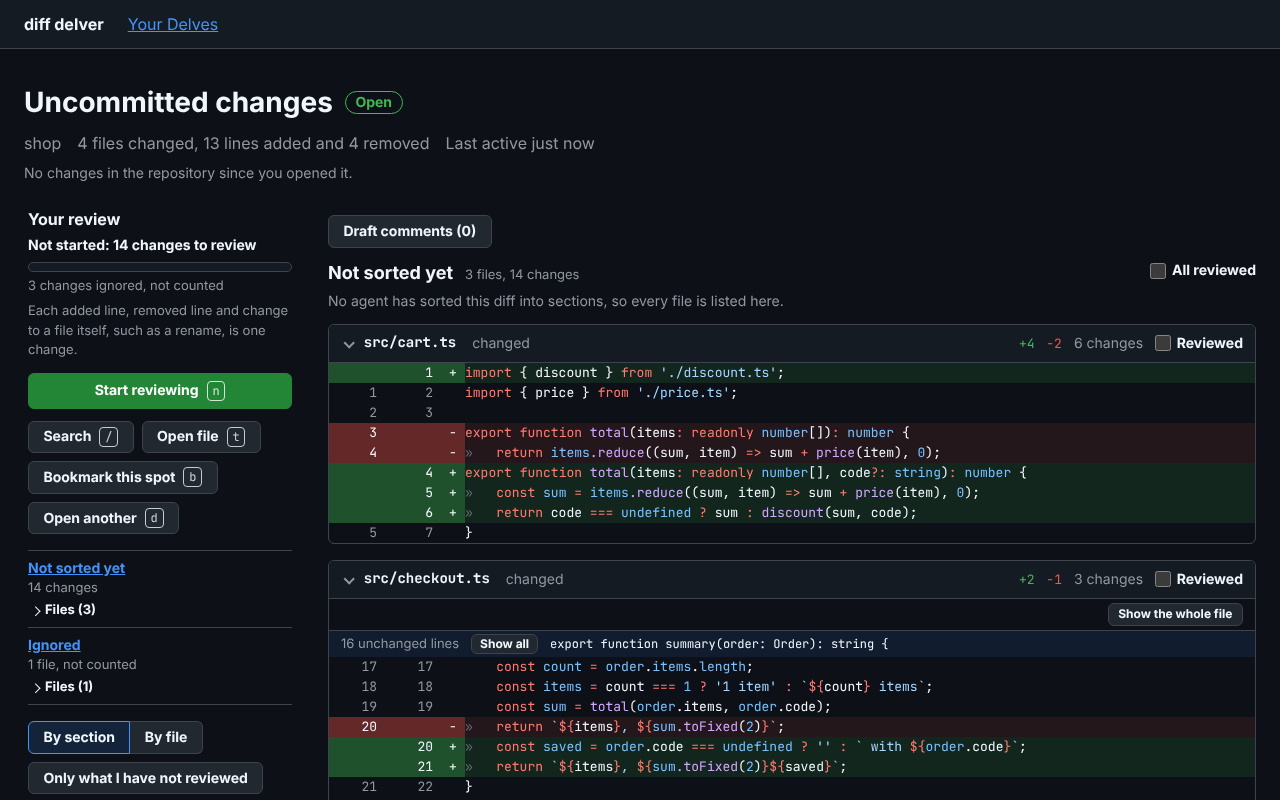 diff delver Your Delves
Uncommitted changes Open
shop 4 files changed, 13 lines added and 4 removed Last active just now
No changes in the repository since you opened it.
Your review
Not started: 14 changes to review
3 changes ignored, not counted
Each added line, removed line and change
to a file itself, such as a rename, is one
change.
Start reviewing n
Search / Open file t
Bookmark this spot b
Open another d
Not sorted yet
14 changes
Files (3)
Ignored
1 file, not counted
Files (1)
By section By file
Only what I have not reviewed
Draft comments (0)
Not sorted yet 3 files, 14 changes All reviewed
No agent has sorted this diff into sections, so every file is listed here.
src/cart.ts changed +4 -2 6 changes Reviewed
1 + import { discount } from './discount.ts';
1 2 import { price } from './price.ts';
2 3
3 - export function total(items: readonly number[]): number {
4 - » return items.reduce((sum, item) => sum + price(item), 0);
4 + export function total(items: readonly number[], code?: string): number {
5 + » const sum = items.reduce((sum, item) => sum + price(item), 0);
6 + » return code === undefined ? sum : discount(sum, code);
5 7 }
src/checkout.ts changed +2 -1 3 changes Reviewed
Show the whole file
16 unchanged lines Show all export function summary(order: Order): string {
17 17 const count = order.items.length;
18 18 const items = count === 1 ? '1 item' : `${count} items`;
19 19 const sum = total(order.items, order.code);
20 - » return `${items}, ${sum.toFixed(2)}`;
20 + » const saved = order.code === undefined ? '' : ` with ${order.code}`;
21 + » return `${items}, ${sum.toFixed(2)}${saved}`;
21 22 }